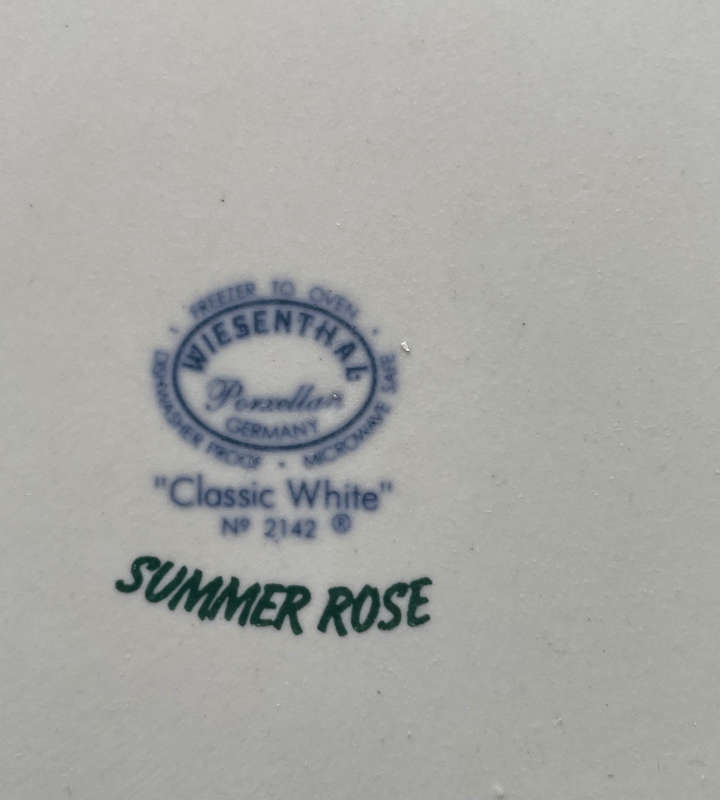 FREEZER TO OVEN
WIESENTHAL
Porzellan
GERMANY
DISHWASHER PROOF • MICROWAVE SAFE
"Classic White"
Nº 2142 ®
SUMMER ROSE